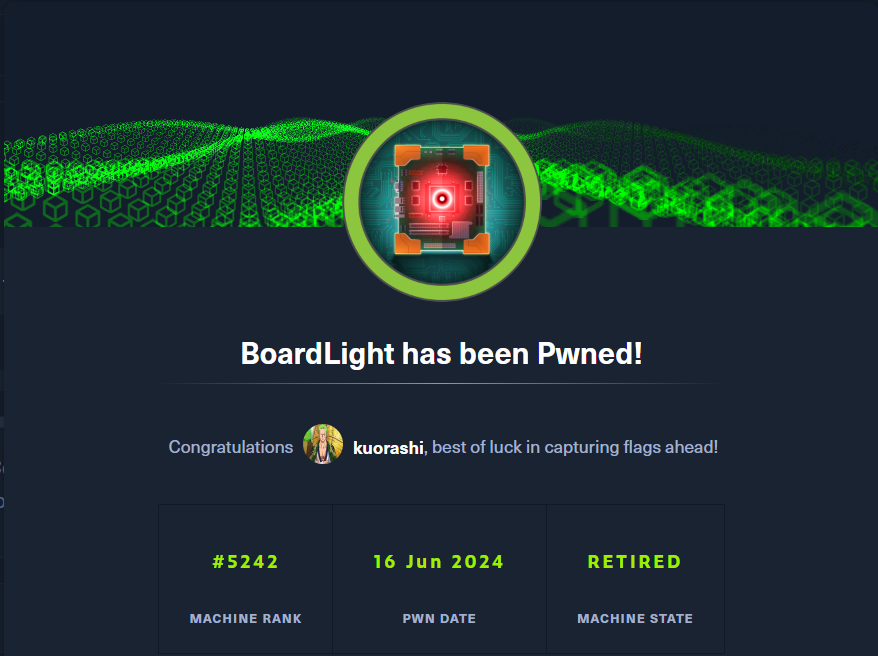 BoardLight has been Pwned!
Congratulations kuorashi, best of luck in capturing flags ahead!
#5242 16 Jun 2024 RETIRED
MACHINE RANK PWN DATE MACHINE STATE